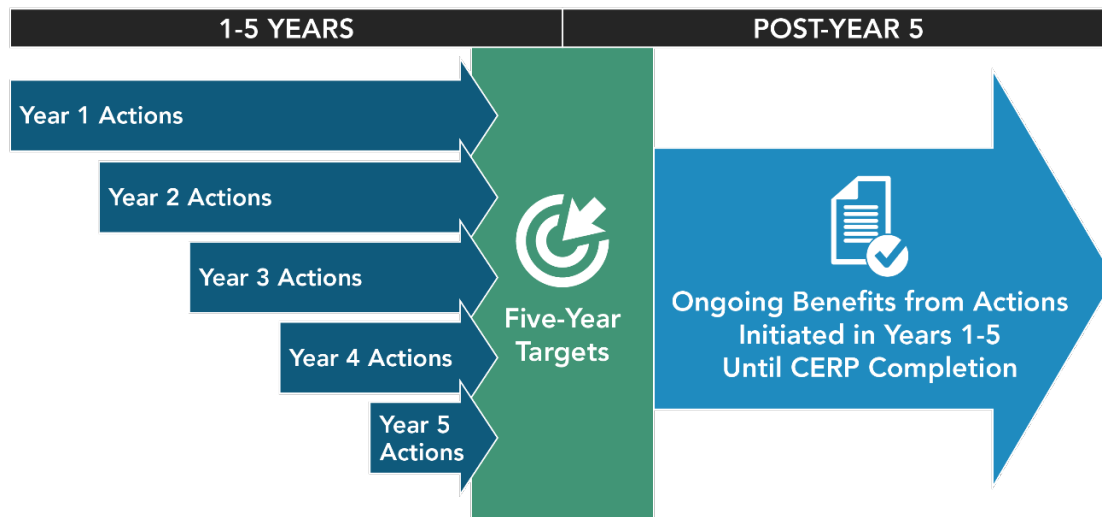 1-5 YEARS
POST-YEAR 5
Year 1 Actions
Year 2 Actions
Year 3 Actions
Year 4 Actions
Year 5
Actions
Five-Year
Targets
Ongoing Benefits from Actions
Initiated in Years 1-5
Until CERP Completion